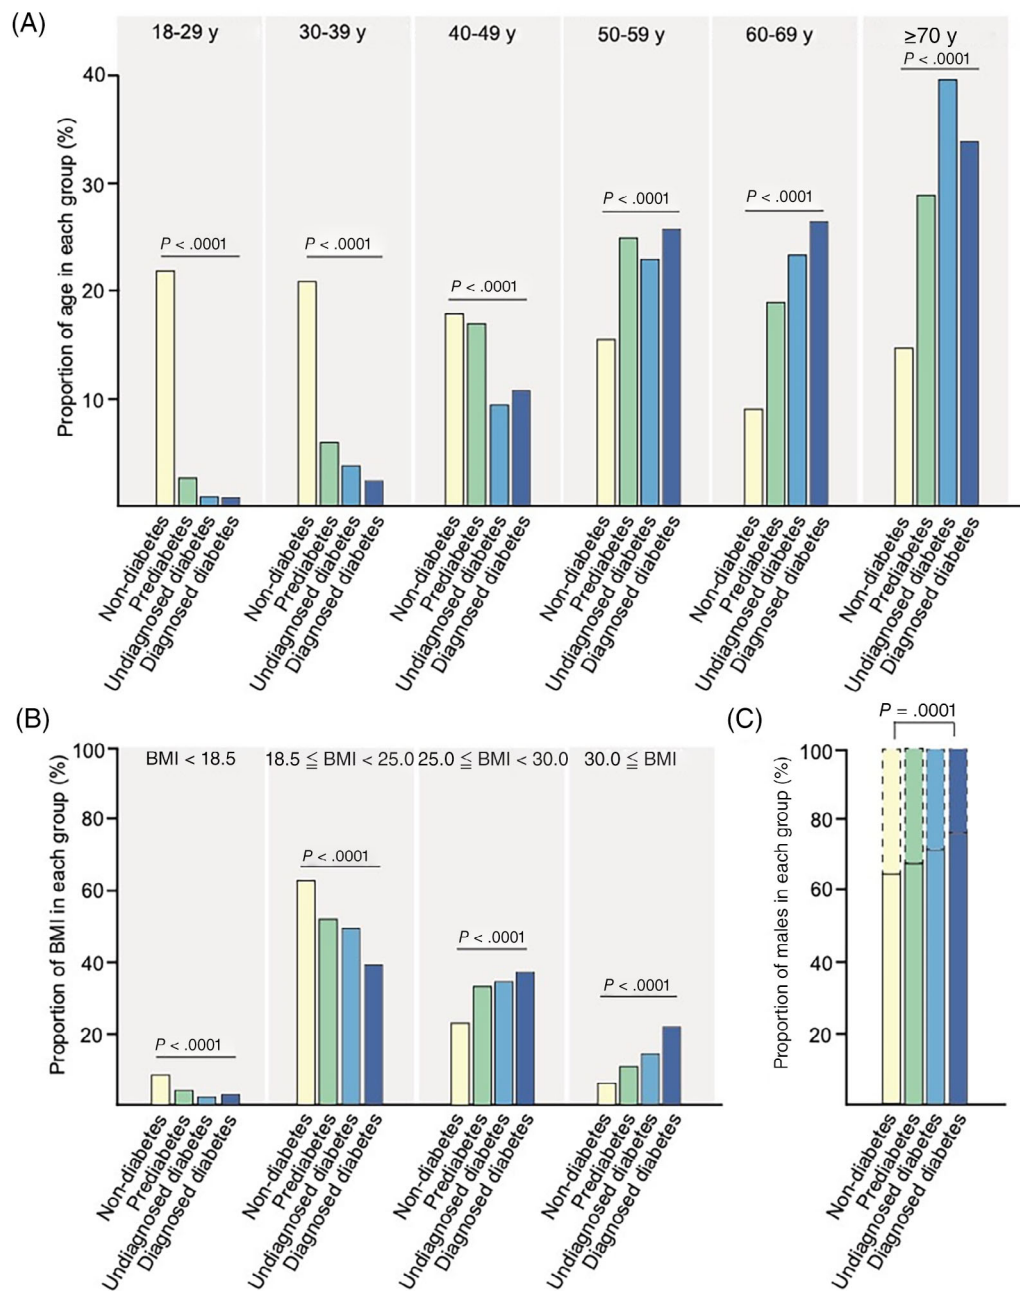 (A)
18-29 y
30-39 y
40-49 y
50-59 y
60-69 y
≥70 y
P < .0001
P < .0001
P < .0001
P < .0001
P < .0001
P < .0001
Proportion of age in each group (%)
40
30
20
10
Non-diabetes
Prediabetes
Undiagnosed diabetes
Diagnosed diabetes
Non-diabetes
Prediabetes
Undiagnosed diabetes
Diagnosed diabetes
Non-diabetes
Prediabetes
Undiagnosed diabetes
Diagnosed diabetes
Non-diabetes
Prediabetes
Undiagnosed diabetes
Diagnosed diabetes
Non-diabetes
Prediabetes
Undiagnosed diabetes
Diagnosed diabetes
Non-diabetes
Prediabetes
Undiagnosed diabetes
Diagnosed diabetes
(B)
BMI < 18.5
18.5 ≦ BMI < 25.0
25.0 ≦ BMI < 30.0
30.0 ≦ BMI
P < .0001
P < .0001
P < .0001
P < .0001
Proportion of BMI in each group (%)
100
80
60
40
20
Non-diabetes
Prediabetes
Undiagnosed diabetes
Diagnosed diabetes
Non-diabetes
Prediabetes
Undiagnosed diabetes
Diagnosed diabetes
Non-diabetes
Prediabetes
Undiagnosed diabetes
Diagnosed diabetes
Non-diabetes
Prediabetes
Undiagnosed diabetes
Diagnosed diabetes
(C)
P = .0001
Proportion of males in each group (%)
100
80
60
40
20
Non-diabetes
Prediabetes
Undiagnosed diabetes
Diagnosed diabetes